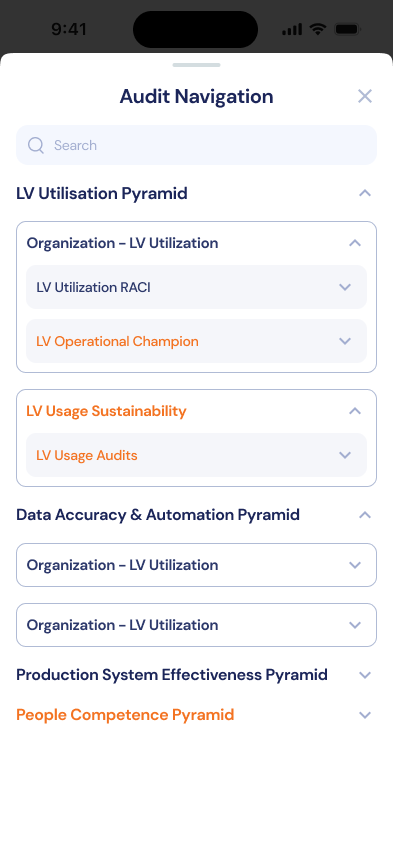 9:41
Audit Navigation
Search
LV Utilisation Pyramid
Organization - LV Utilization
LV Utilization RACI
LV Operational Champion
LV Usage Sustainability
LV Usage Audits
Data Accuracy & Automation Pyramid
Organization - LV Utilization
Organization - LV Utilization
Production System Effectiveness Pyramid
People Competence Pyramid